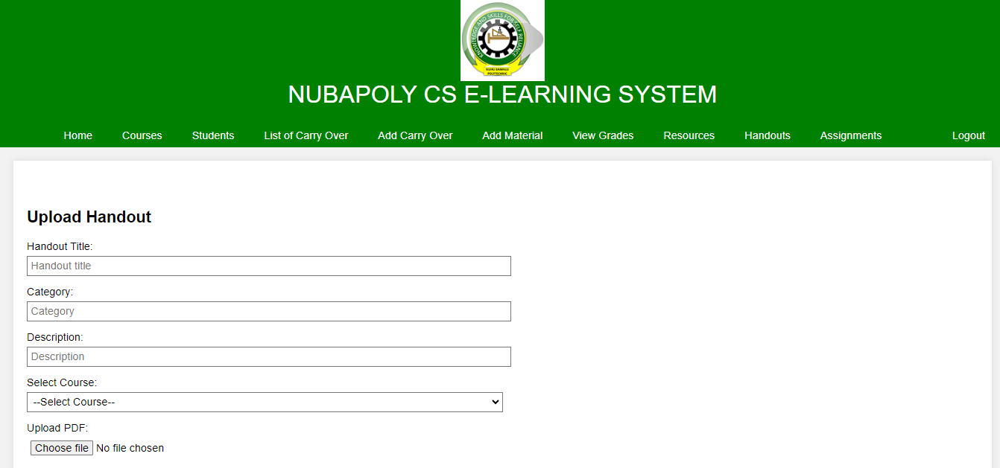 KNOWLEDGE AND SKILLS FOR SELF RELIANCE
NUHU BAMALLI
POLYTECHNIC
NUBAPOLY CS E-LEARNING SYSTEM
Home Courses Students List of Carry Over Add Carry Over Add Material View Grades Resources Handouts Assignments Logout
Upload Handout
Handout Title:
Handout title
Category:
Category
Description:
Description
Select Course:
--Select Course--
Upload PDF:
Choose file No file chosen